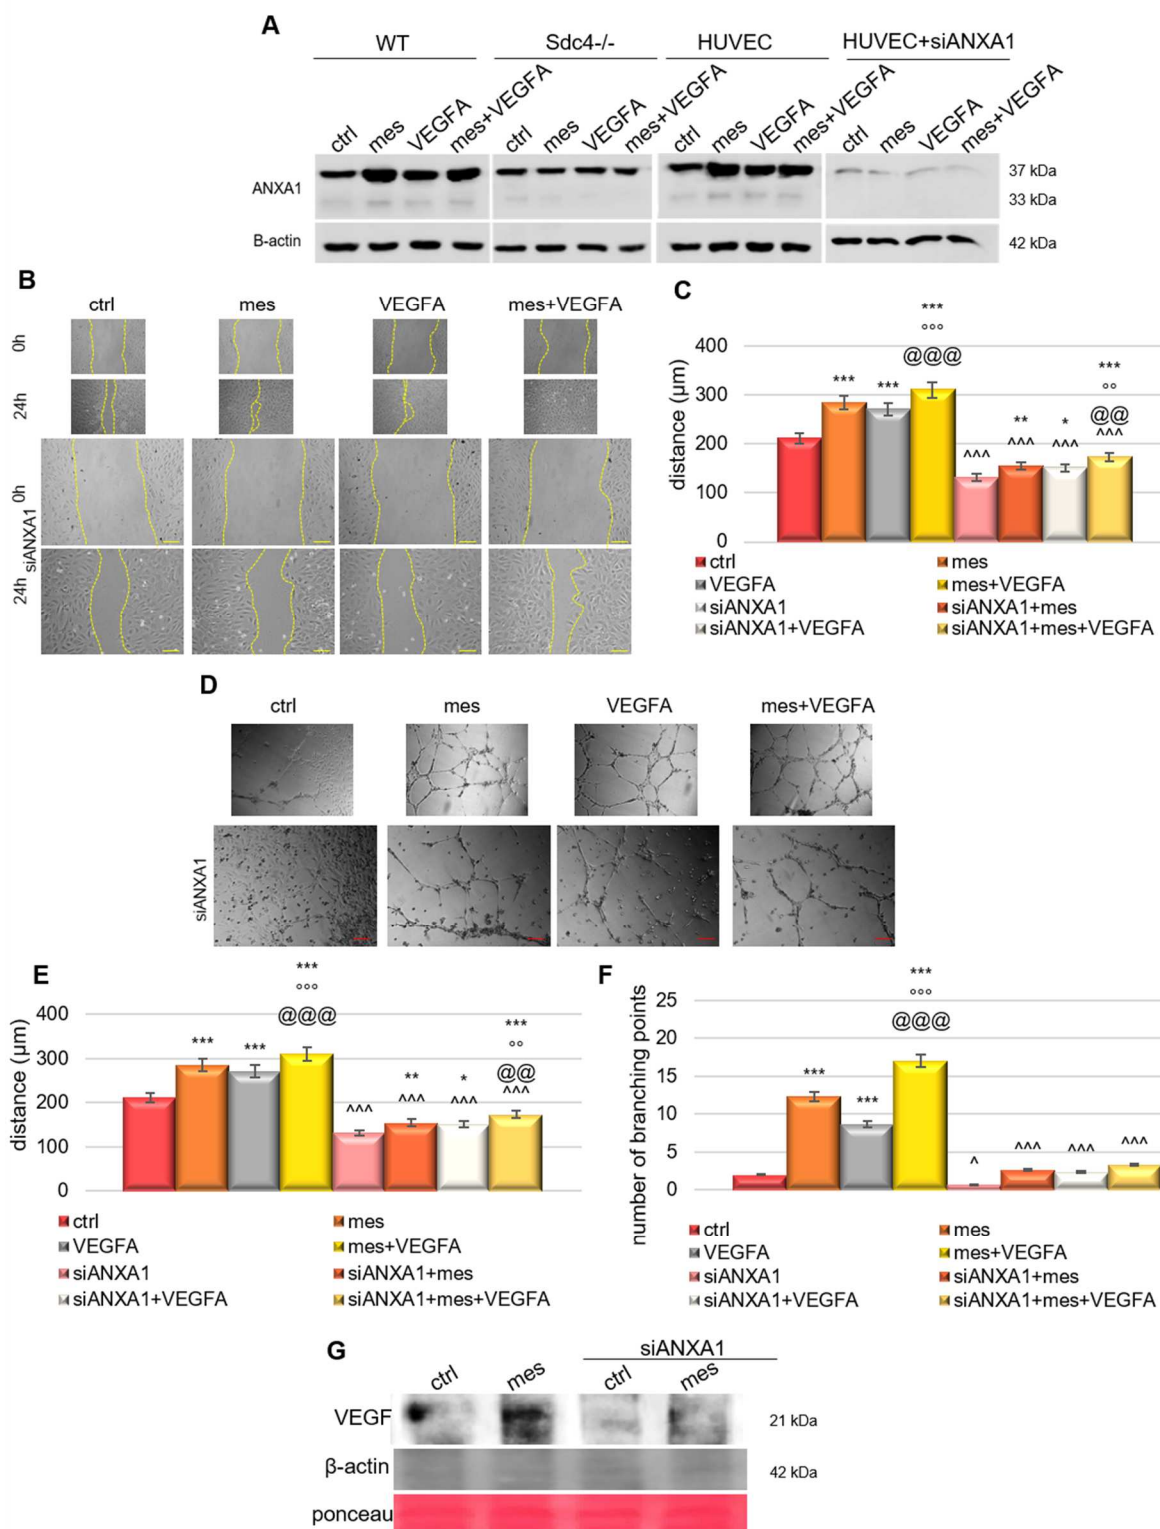 A
WT Sdc4-/- HUVEC HUVEC+siANXA1
ctrl mes VEGFA mes+VEGFA ctrl mes VEGFA mes+VEGFA ctrl mes VEGFA mes+VEGFA ctrl mes VEGFA mes+VEGFA
ANXA1 37 kDa
33 kDa
B-actin 42 kDa
B
ctrl mes VEGFA mes+VEGFA
0h
24h
siANXA1
0h
24h
C
distance (µm)
400
300
200
100
0
*** *** *** °°° @@@ ^^^ ** ^^^ * ^^^ *** °° @@ ^^^
ctrl mes
VEGFA mes+VEGFA
siANXA1 siANXA1+mes
siANXA1+VEGFA siANXA1+mes+VEGFA
D
ctrl mes VEGFA mes+VEGFA
siANXA1
E
distance (µm)
400
300
200
100
0
*** *** *** °°° @@@ ^^^ ** ^^^ * ^^^ *** °° @@ ^^^
ctrl mes
VEGFA mes+VEGFA
siANXA1 siANXA1+mes
siANXA1+VEGFA siANXA1+mes+VEGFA
F
number of branching points
25
20
15
10
5
0
*** *** *** °°° @@@ ^ ^^^ ^^^ ^^^
ctrl mes
VEGFA mes+VEGFA
siANXA1 siANXA1+mes
siANXA1+VEGFA siANXA1+mes+VEGFA
G
siANXA1
ctrl mes ctrl mes
VEGF 21 kDa
β-actin 42 kDa
ponceau